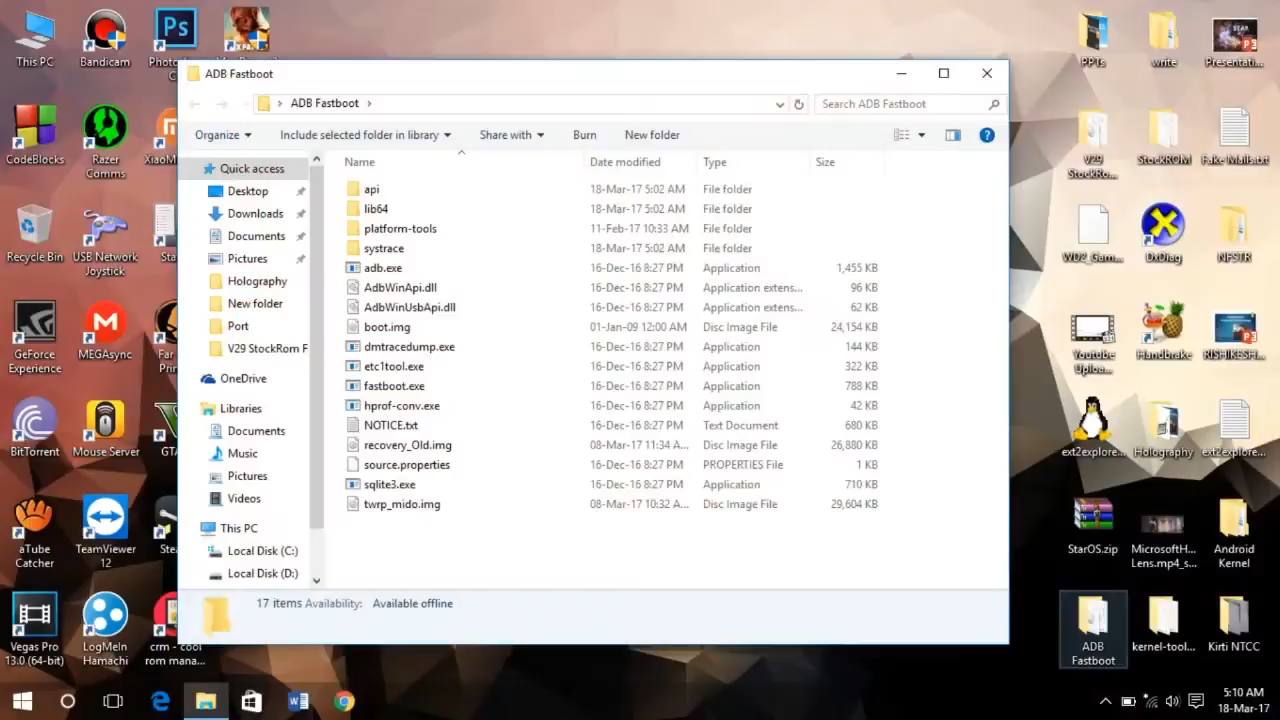 This PC
Bandicam
Ps
ADB Fastboot
ADB Fastboot
Search ADB Fastboot
Organize
Include selected folder in library
Share with
Burn
New folder
Quick access
Desktop
Downloads
Documents
Pictures
Holography
New folder
Port
V29 StockRom F
OneDrive
Libraries
Documents
Music
Pictures
Videos
This PC
Local Disk (C:)
Local Disk (D:)
Name Date modified Type Size
api 18-Mar-17 5:02 AM File folder
lib64 18-Mar-17 5:02 AM File folder
platform-tools 11-Feb-17 10:33 AM File folder
systrace 18-Mar-17 5:02 AM File folder
adb.exe 16-Dec-16 8:27 PM Application 1,455 KB
AdbWinApi.dll 16-Dec-16 8:27 PM Application extens... 96 KB
AdbWinUsbApi.dll 16-Dec-16 8:27 PM Application extens... 62 KB
boot.img 01-Jan-09 12:00 AM Disc Image File 24,154 KB
dmtracedump.exe 16-Dec-16 8:27 PM Application 144 KB
etc1tool.exe 16-Dec-16 8:27 PM Application 322 KB
fastboot.exe 16-Dec-16 8:27 PM Application 788 KB
hprof-conv.exe 16-Dec-16 8:27 PM Application 42 KB
NOTICE.txt 16-Dec-16 8:27 PM Text Document 680 KB
recovery_Old.img 08-Mar-17 11:34 A... Disc Image File 26,880 KB
source.properties 16-Dec-16 8:27 PM PROPERTIES File 1 KB
sqlite3.exe 16-Dec-16 8:27 PM Application 710 KB
twrp_mido.img 08-Mar-17 10:32 A... Disc Image File 29,604 KB
17 items Availability: Available offline
CodeBlocks
Razer
Comms
Recycle Bin
USB Network
Joystick
GeForce
Experience
MEGAsync
BitTorrent
Mouse Server
aTube
Catcher
TeamViewer
12
Vegas Pro
13.0 (64-bit)
LogMeIn
Hamachi
crm - cool
rom mana...
PPTs
write
Presentati...
V29
StockRo...
StockROM
Fake Mails.txt
WD2_Gam...
DxDiag
NFSTR
Youtube
Uploa...
Handbrake
RISHIKESH...
ext2explore...
Holography
ext2explore...
StarOS.zip
MicrosoftH...
Lens.mp4_s...
Android
Kernel
ADB
Fastboot
kernel-tool...
Kirti NTCC
5:10 AM
18-Mar-17